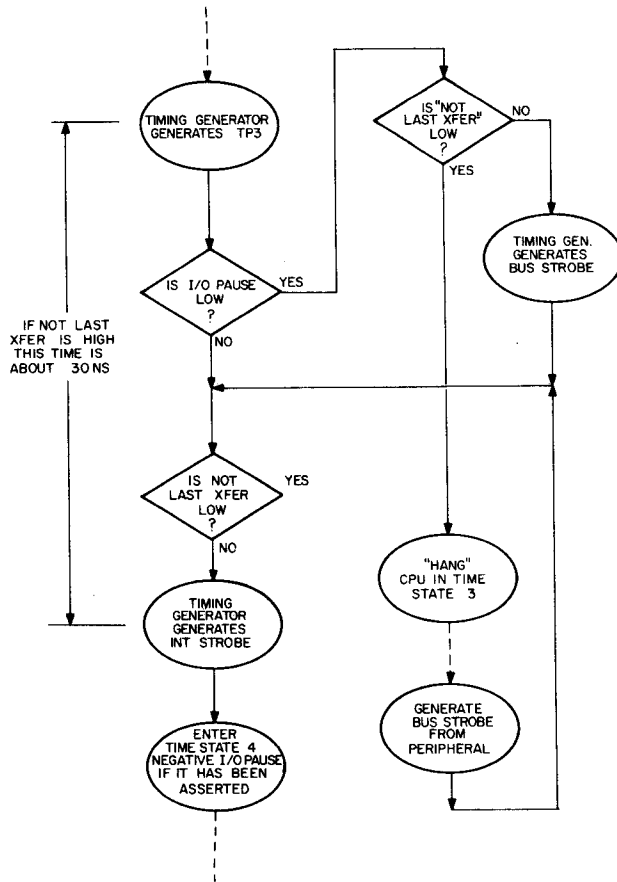 TIMING GENERATOR
GENERATES TP3
IS I/O PAUSE
LOW
?
YES
NO
IF NOT LAST
XFER IS HIGH
THIS TIME IS
ABOUT 30 NS
IS NOT
LAST XFER
LOW
?
YES
NO
TIMING
GENERATOR
GENERATES
INT STROBE
ENTER
TIME STATE 4
NEGATIVE I/O PAUSE
IF IT HAS BEEN
ASSERTED
IS "NOT
LAST XFER"
LOW
?
NO
YES
TIMING GEN.
GENERATES
BUS STROBE
"HANG"
CPU IN TIME
STATE 3
GENERATE
BUS STROBE
FROM
PERIPHERAL